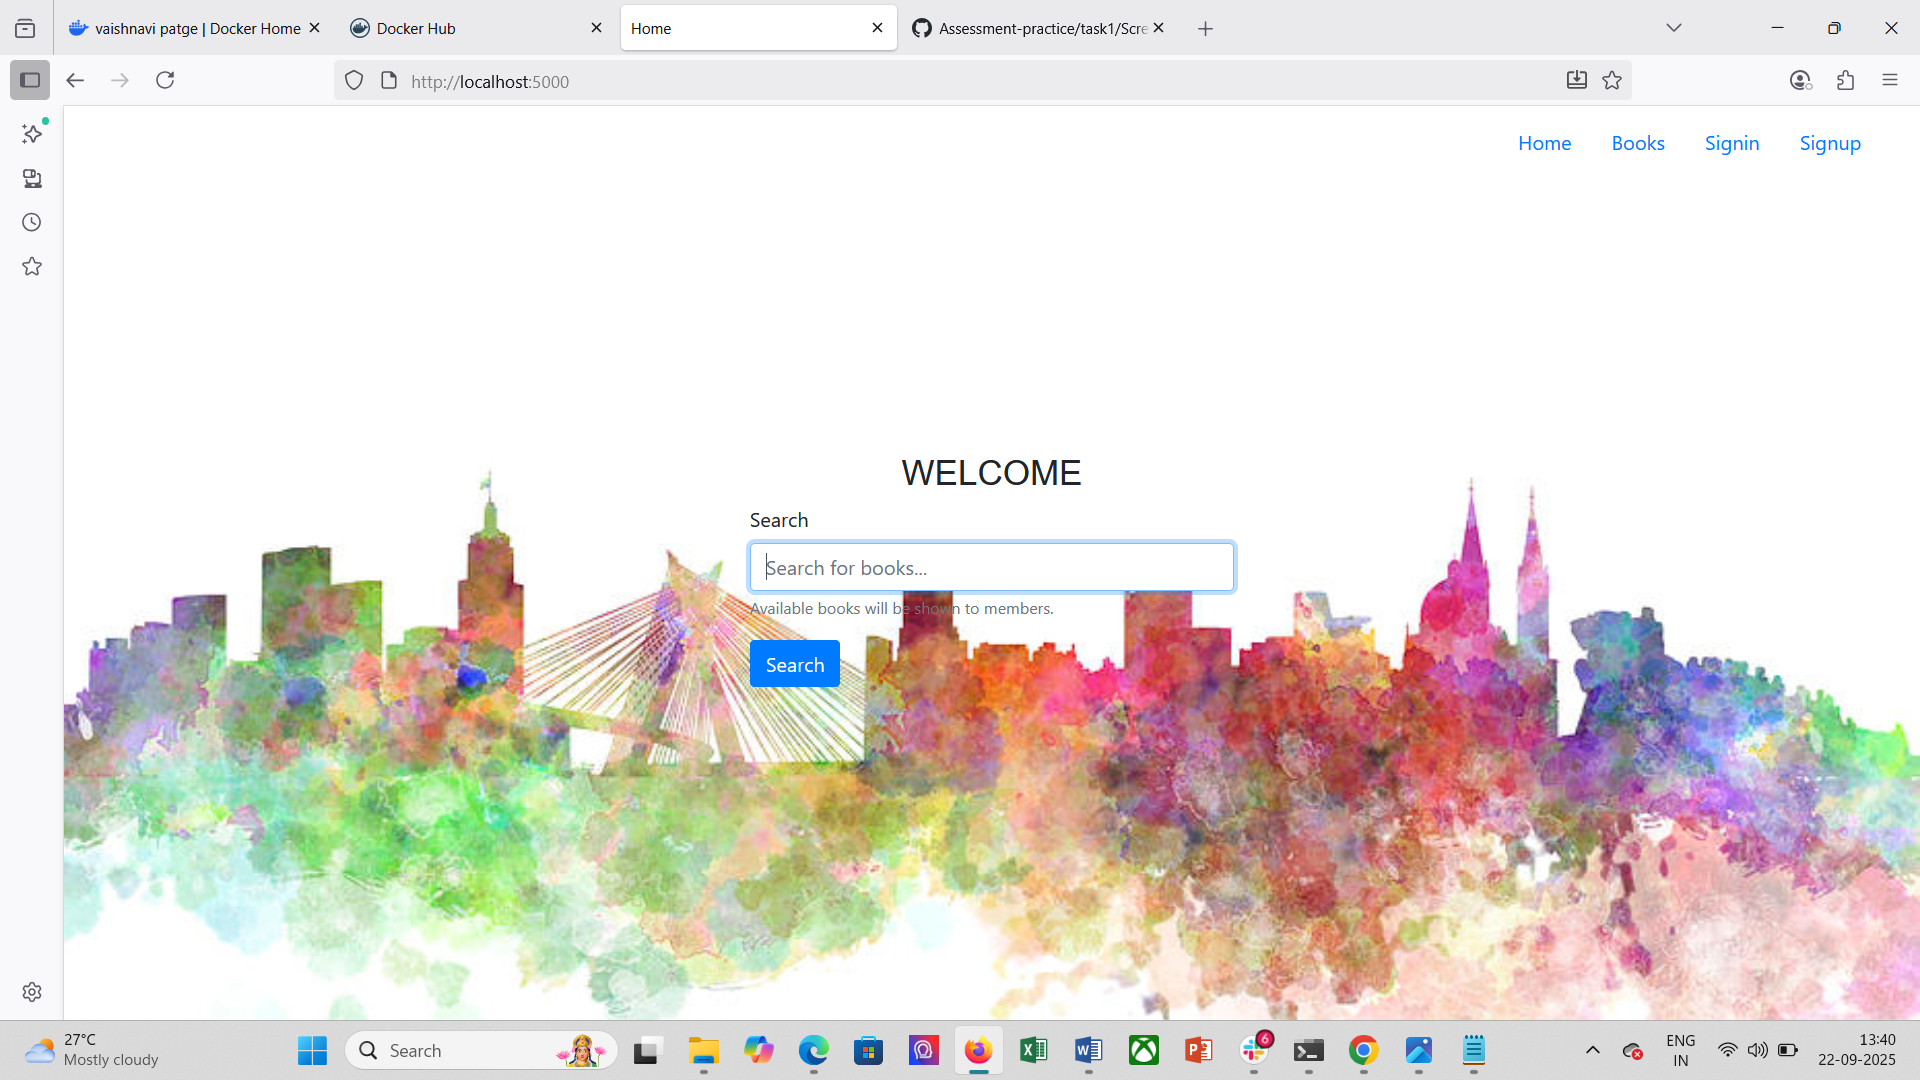 vaishnavi patge | Docker Home
Docker Hub
Home
Assessment-practice/task1/Scre
http://localhost:5000
Home
Books
Signin
Signup
WELCOME
Search
Search for books...
Available books will be shown to members.
Search
27°C
Mostly cloudy
Search
6
ENG
IN
13:40
22-09-2025